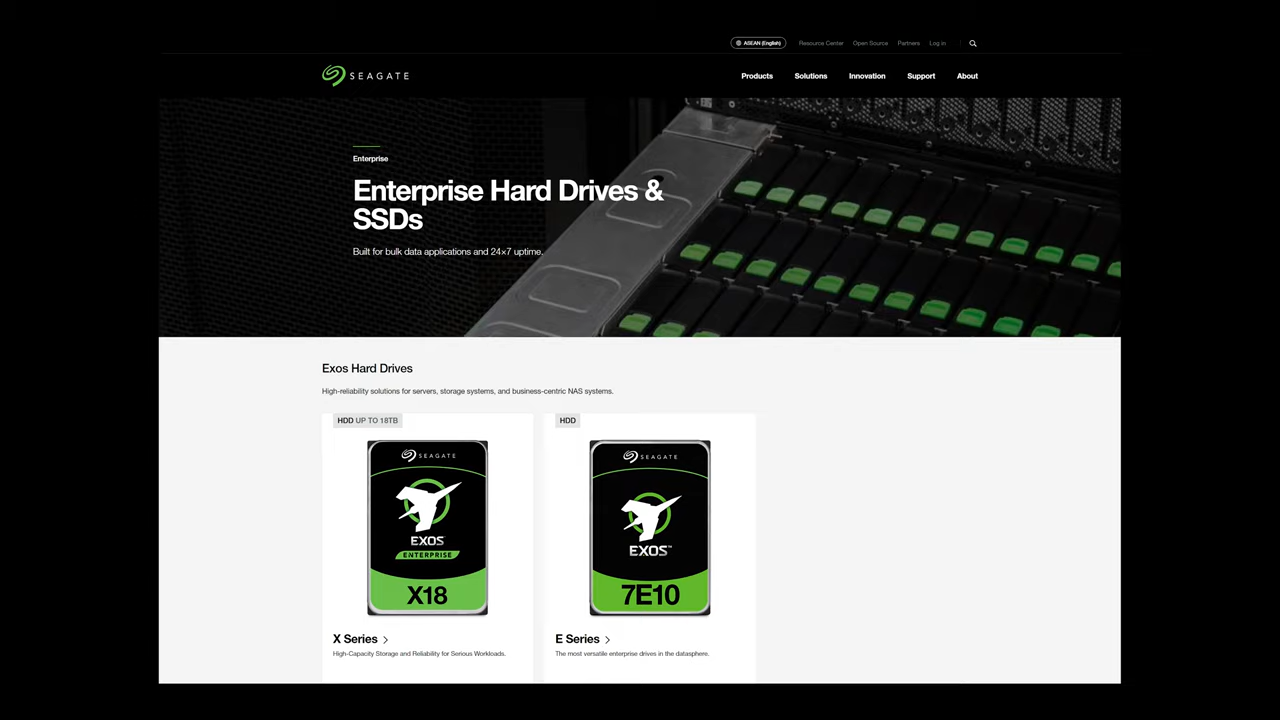 ASEAN (English)
Resource Center
Open Source
Partners
Log in
SEAGATE
Products
Solutions
Innovation
Support
About
Enterprise
Enterprise Hard Drives &
SSDs
Built for bulk data applications and 24×7 uptime.
Exos Hard Drives
High-reliability solutions for servers, storage systems, and business-centric NAS systems.
HDD UP TO 18TB
SEAGATE
EXOS
ENTERPRISE
X18
X Series
High-Capacity Storage and Reliability for Serious Workloads.
HDD
SEAGATE
EXOS™
7E10
E Series
The most versatile enterprise drives in the datasphere.